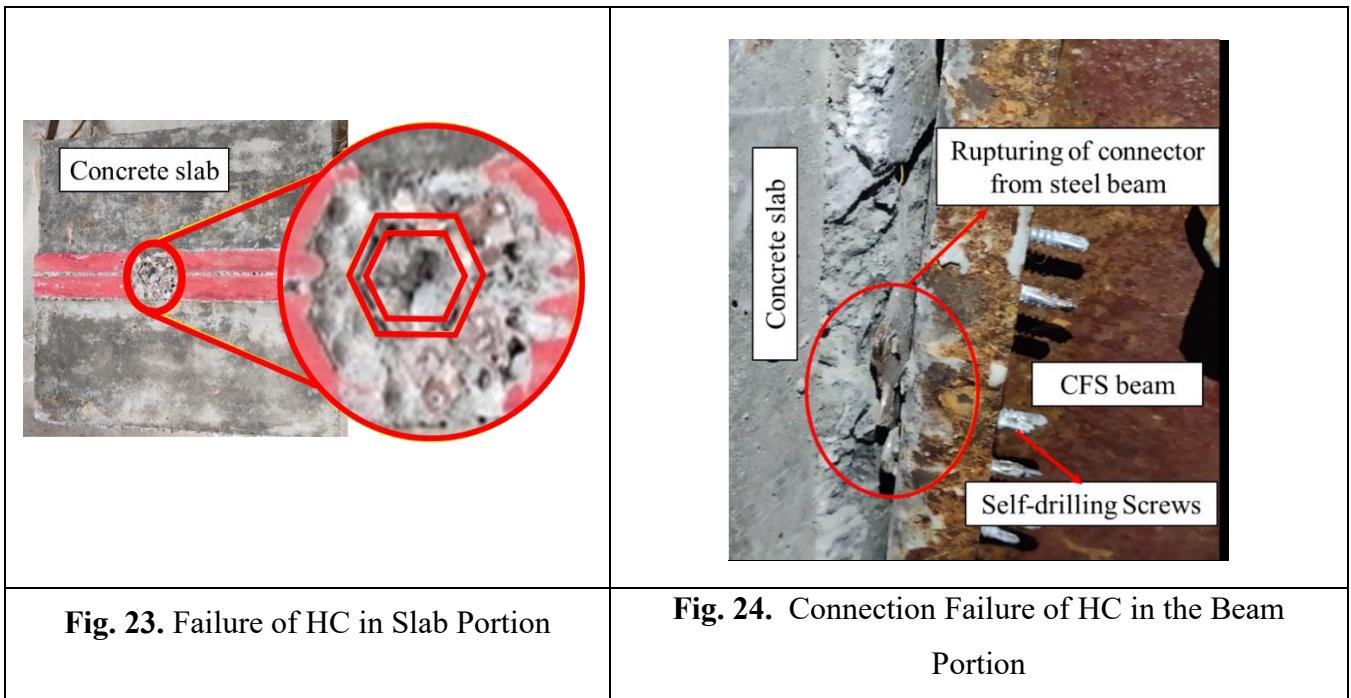 Concrete slab
Concrete slab
Rupturing of connector
from steel beam
CFS beam
Self-drilling Screws
Fig. 23. Failure of HC in Slab Portion
Fig. 24. Connection Failure of HC in the Beam
Portion